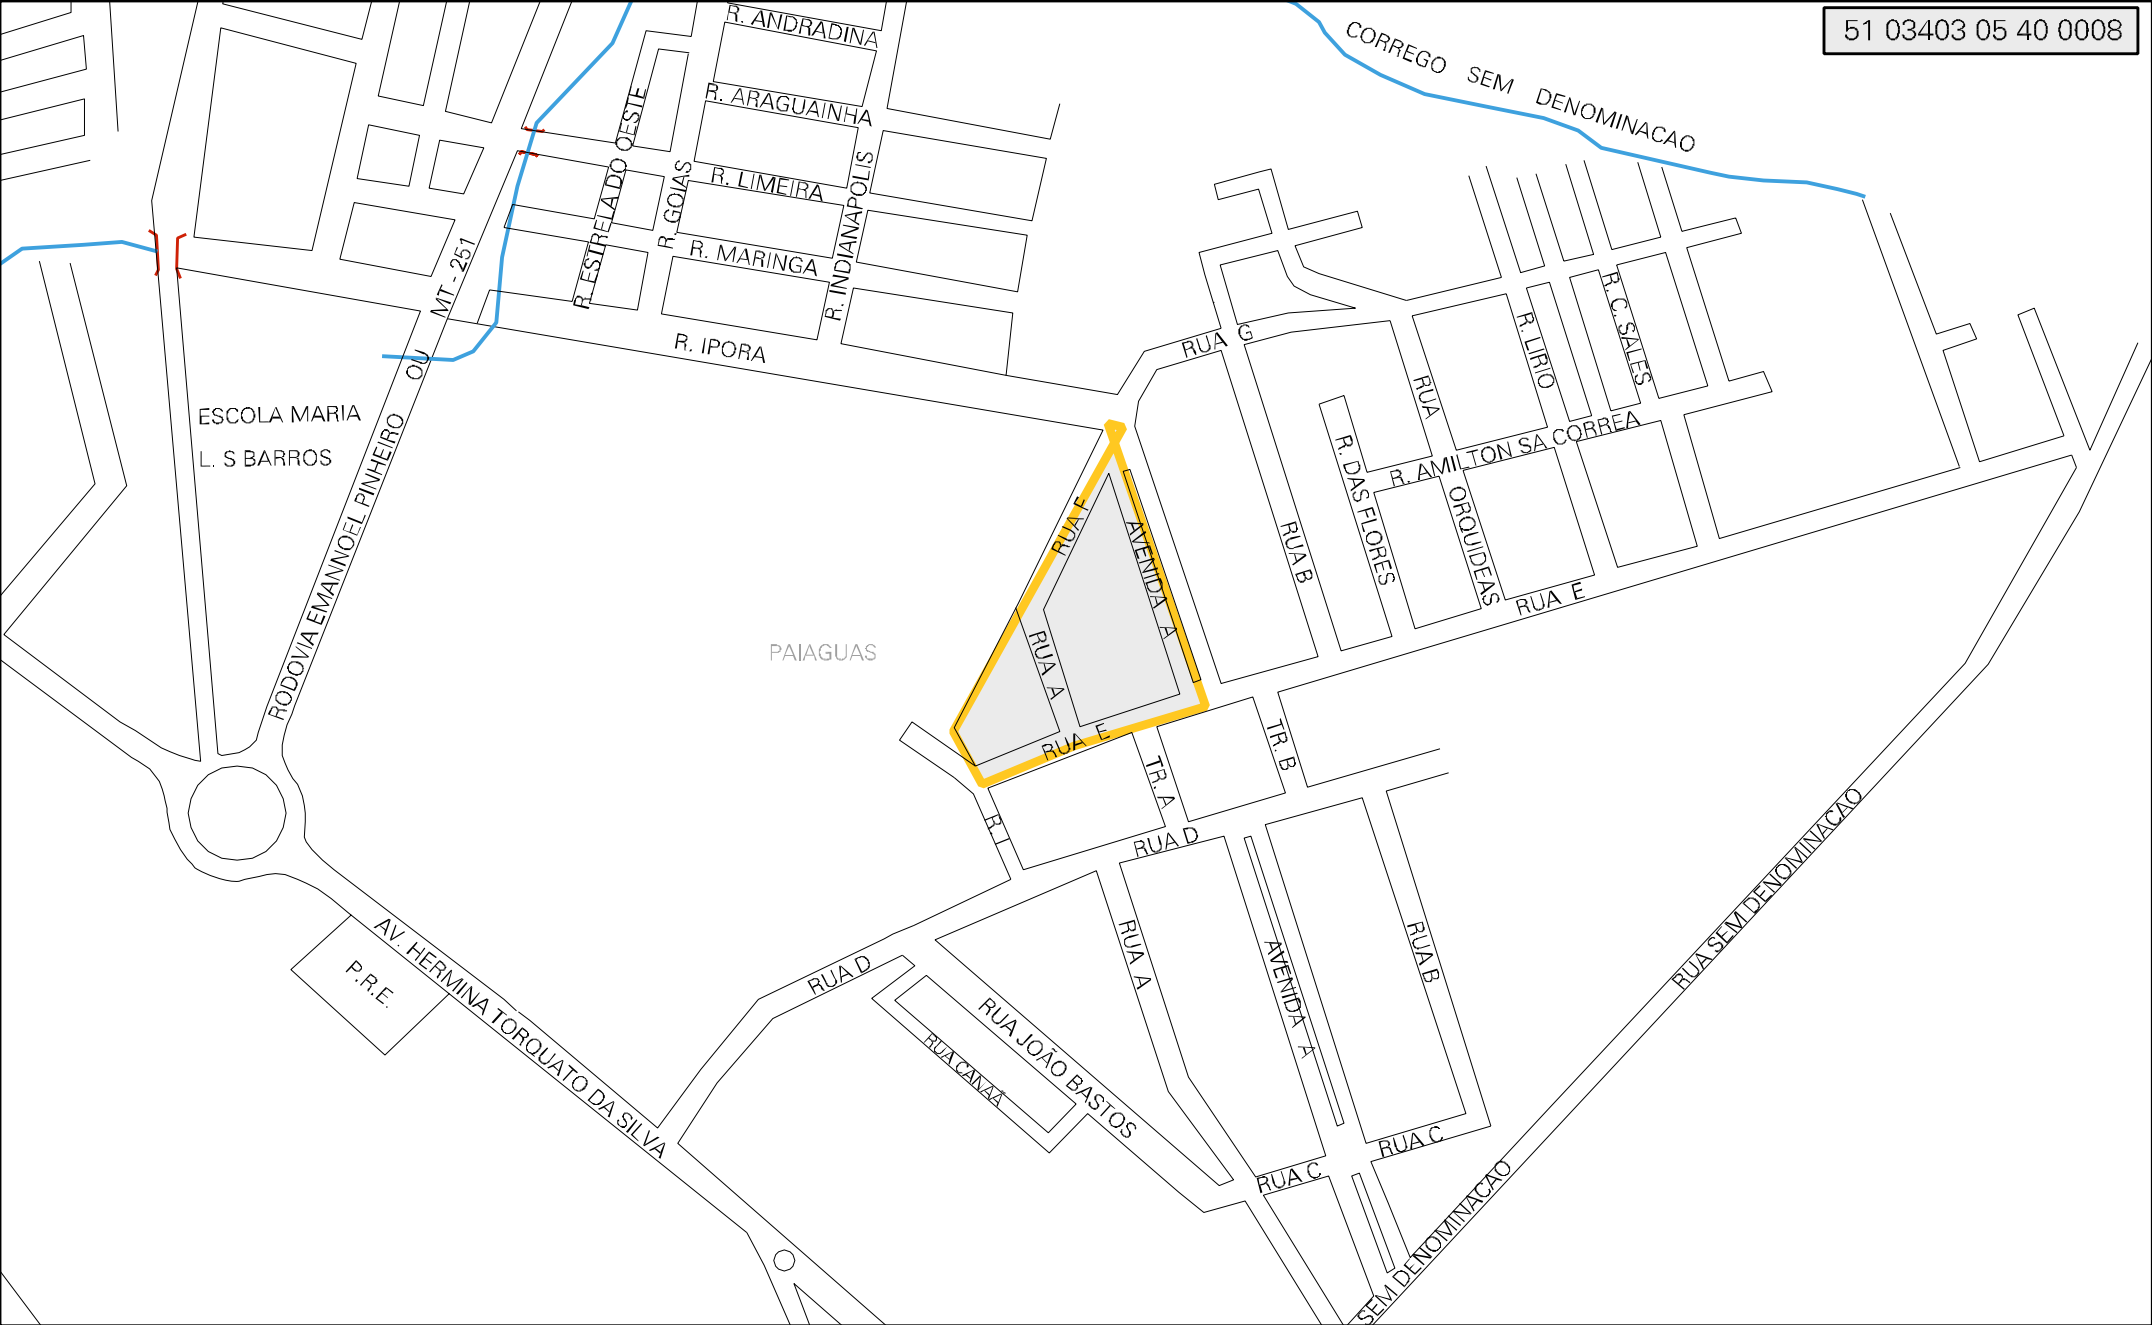 51 03403 05 40 0008
R. ANDRADINA
CORREGO SEM DENOMINACAO
R. ARAGUAINHA
R. ESTRELA DO OESTE
R. GOIAS
R. LIMEIRA
R. INDIANAPOLIS
R. MARINGA
R. IPORA
RODOVIA EMANNOEL PINHEIRO OU MT - 251
ESCOLA MARIA
L. S BARROS
RUA G
R. LIRIO
R. C. SALES
RUA ORQUIDEAS
R. AMILTON SA CORREA
R. DAS FLORES
RUA B
RUA E
RUA F
AVENIDA A
RUA A
RUA E
PAIAGUAS
TR. A
TR. B
R. I
RUA D
RUA D
RUA A
AVENIDA A
RUA B
RUA SEM DENOMINACAO
P.R.E.
AV. HERMINA TORQUATO DA SILVA
RUA JOÃO BASTOS
RUA CANAÃ
RUA C
RUA C
SEM DENOMINACAO